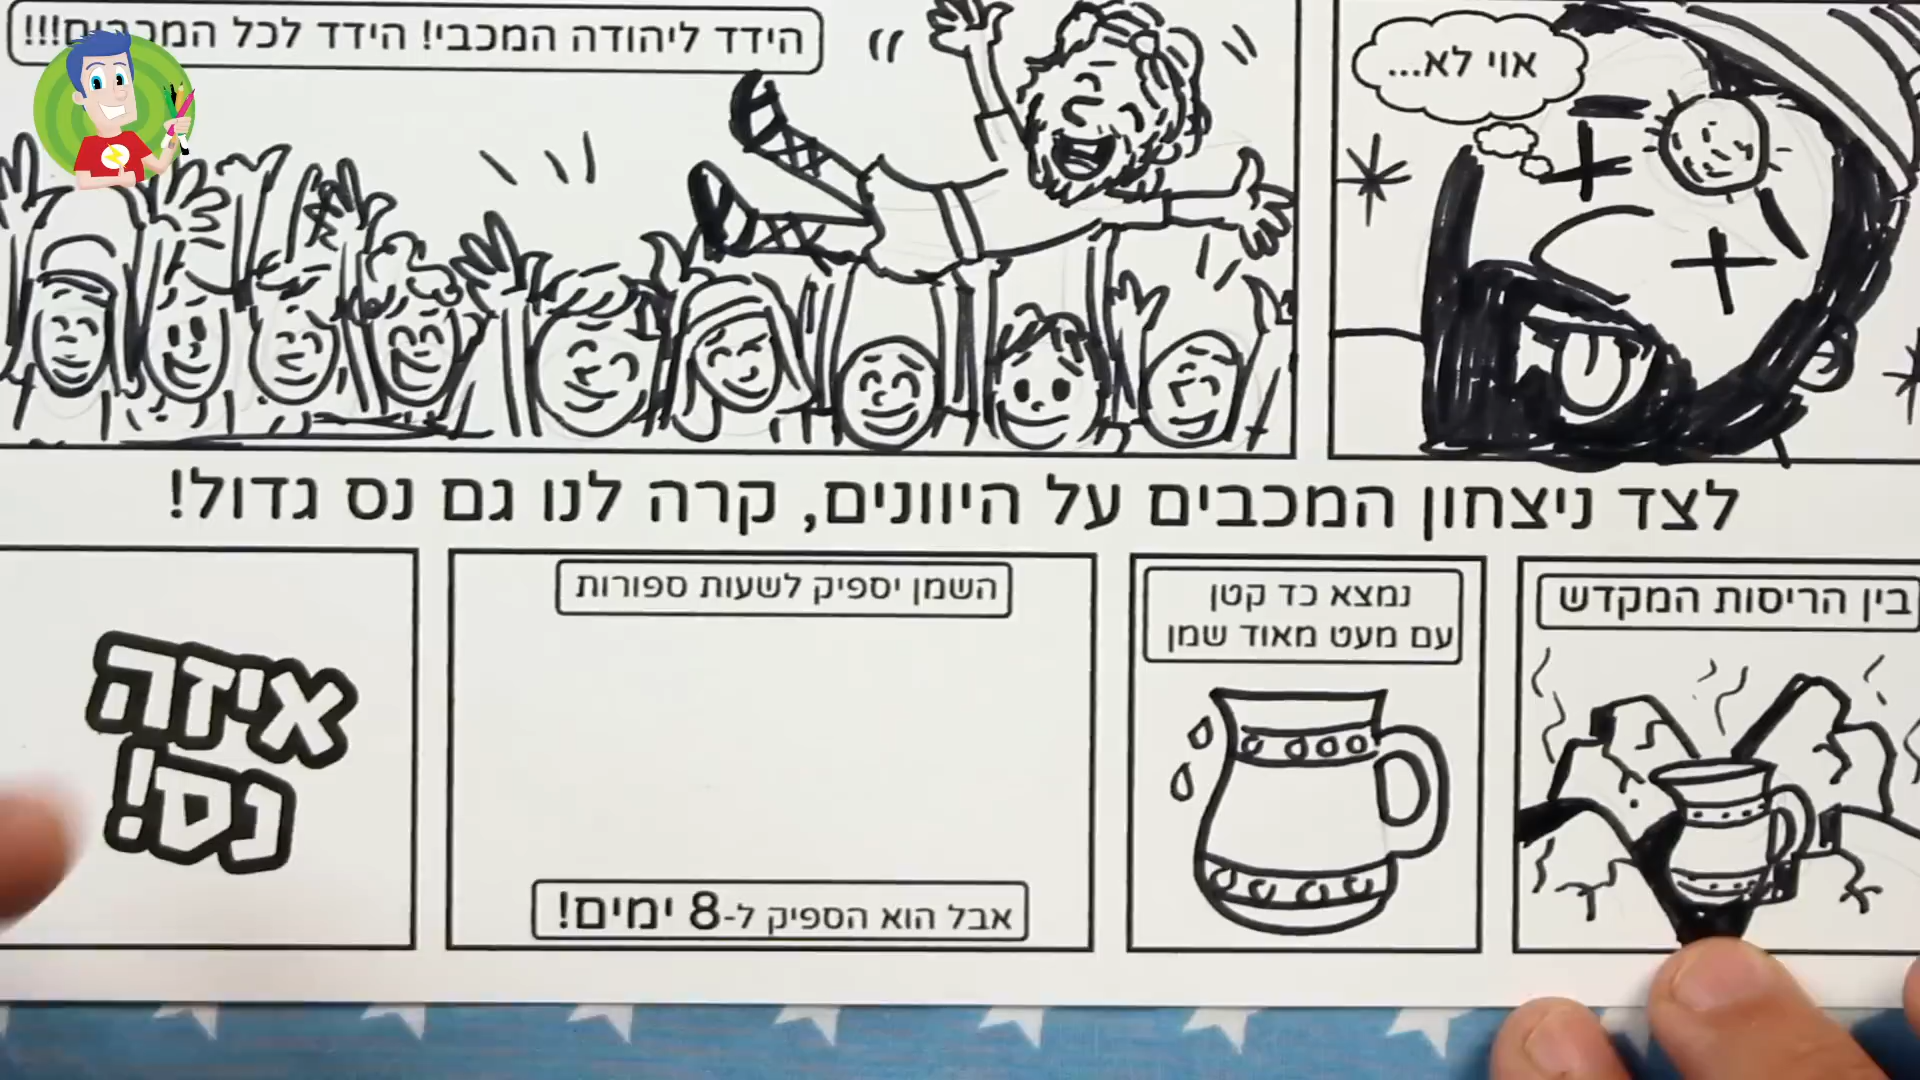 אוי לא...
הידד ליהודה המכבי! הידד לכל המכבים!!!
לצד ניצחון המכבים על היוונים, קרה לנו גם נס גדול!
בין הריסות המקדש
נמצא כד קטן
עם מעט מאוד שמן
השמן יספיק לשעות ספורות
אבל הוא הספיק ל-8 ימים!
איזה
נס!